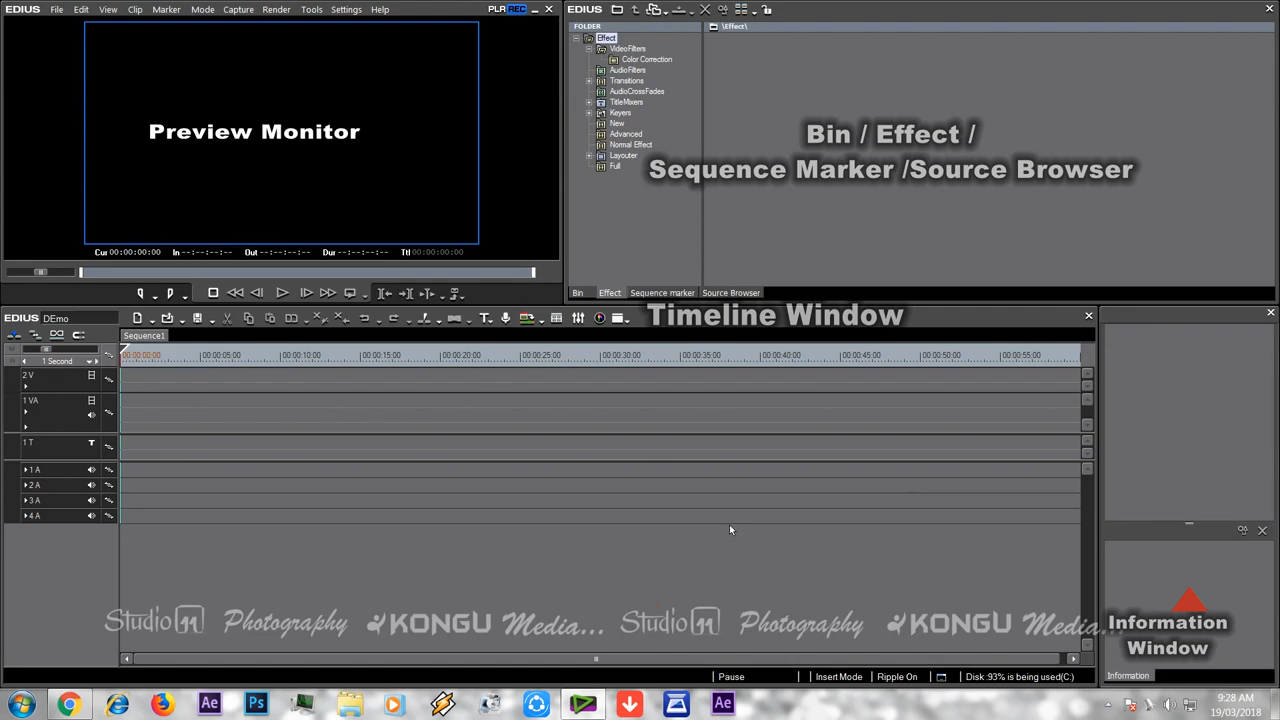 EDIUS File Edit View Clip Marker Mode Capture Render Tools Settings Help PLR REC
Preview Monitor
Cur 00:00:00:00 In --:--:--:-- Out --:--:--:-- Dur --:--:--:-- Ttl 00:00:00:00
EDIUS
FOLDER
\Effect\
Effect
VideoFilters
Color Correction
AudioFilters
Transitions
AudioCrossFades
TitleMixers
Keyers
New
Advanced
Normal Effect
Layouter
Full
Bin / Effect /
Sequence Marker /Source Browser
Bin Effect Sequence marker Source Browser
EDIUS DEmo
Timeline Window
Sequence1
1 Second
00:00:00:00 00:00:05;00 00:00:10;00 00:00:15;00 00:00:20;00 00:00:25;00 00:00:30;00 00:00:35;00 00:00:40;00 00:00:45;00 00:00:50;00 00:00:55;00
2 V
1 VA
1 T T
1 A
2 A
3 A
4 A
Studio 11 Photography KONGU Media... Studio 11 Photography KONGU Media...
Information
Window
Information
Pause Insert Mode Ripple On Disk :93% is being used(C:)
Ae Ps Ae
9:28 AM
19/03/2018